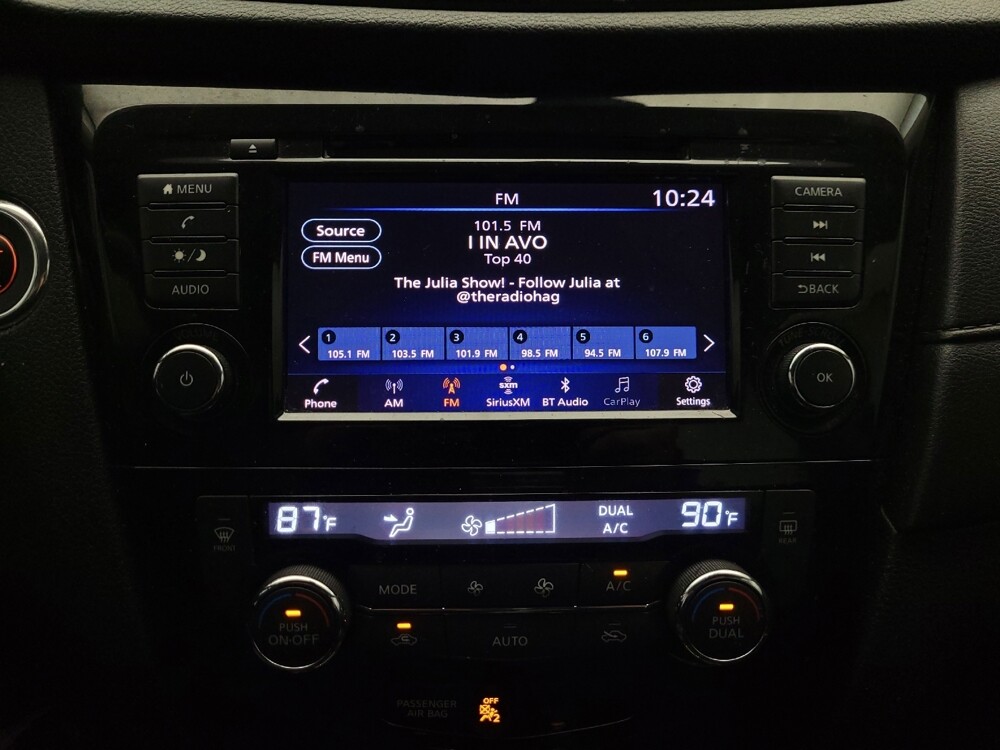 MENU
AUDIO
FM
10:24
Source
FM Menu
101.5 FM
I IN AVO
Top 40
The Julia Show! - Follow Julia at
@theradiohag
1 2 3 4 5 6
105.1 FM 103.5 FM 101.9 FM 98.5 FM 94.5 FM 107.9 FM
Phone AM FM sxm SiriusXM BT Audio CarPlay Settings
CAMERA
BACK
OK
87°F
DUAL
A/C
90°F
FRONT
REAR
MODE
A/C
PUSH
ON·OFF
AUTO
PUSH
DUAL
PASSENGER
AIR BAG
OFF
2